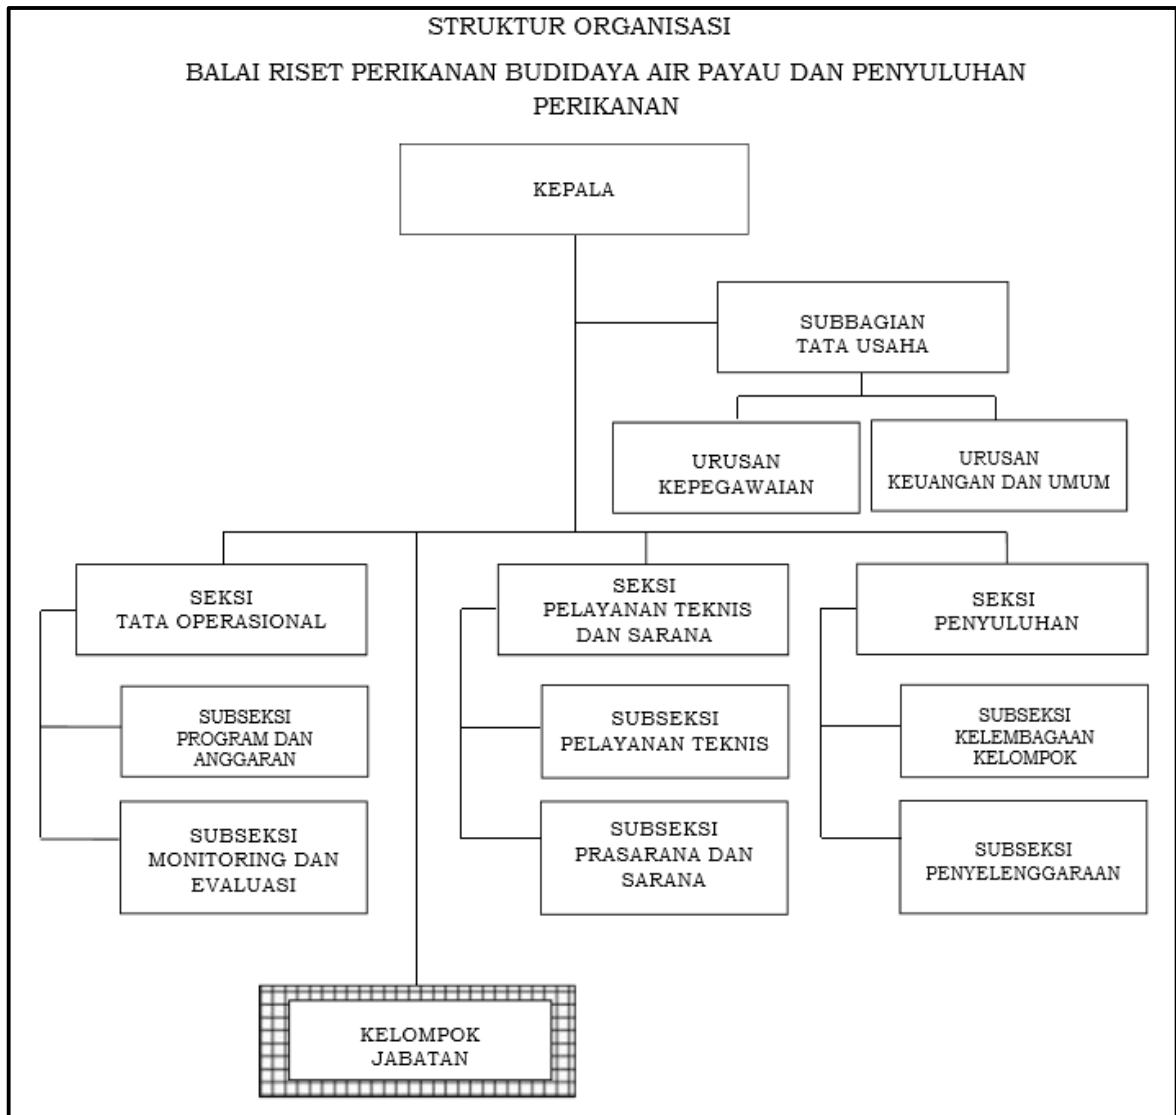 STRUKTUR ORGANISASI
BALAI RISET PERIKANAN BUDIDAYA AIR PAYAU DAN PENYULUHAN
PERIKANAN
KEPALA
SUBBAGIAN
TATA USAHA
URUSAN
KEPEGAWAIAN
URUSAN
KEUANGAN DAN UMUM
SEKSI
TATA OPERASIONAL
SUBSEKSI
PROGRAM DAN
ANGGARAN
SUBSEKSI
MONITORING DAN
EVALUASI
SEKSI
PELAYANAN TEKNIS
DAN SARANA
SUBSEKSI
PELAYANAN TEKNIS
SUBSEKSI
PRASARANA DAN
SARANA
SEKSI
PENYULUHAN
SUBSEKSI
KELEMBAGAAN
KELOMPOK
SUBSEKSI
PENYELENGGARAAN
KELOMPOK
JABATAN